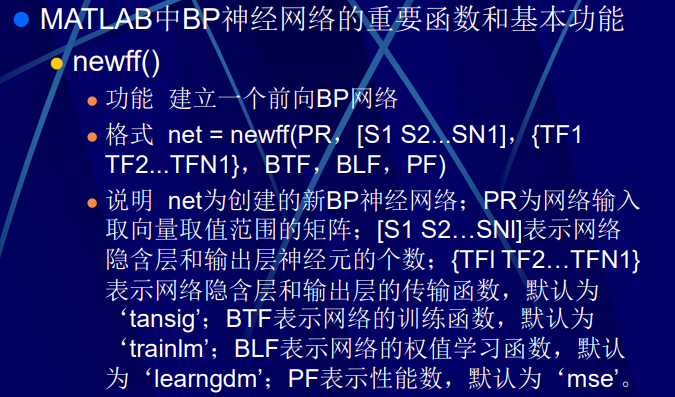 MATLAB中BP神经网络的重要函数和基本功能
newff()
功能 建立一个前向BP网络
格式 net = newff(PR，[S1 S2...SN1]，{TF1
TF2...TFN1}，BTF，BLF，PF)
说明 net为创建的新BP神经网络；PR为网络输入
取向量取值范围的矩阵；[S1 S2…SNl]表示网络
隐含层和输出层神经元的个数；{TFl TF2…TFN1}
表示网络隐含层和输出层的传输函数，默认为
‘tansig’；BTF表示网络的训练函数，默认为
‘trainlm’；BLF表示网络的权值学习函数，默认
为‘learngdm’；PF表示性能数，默认为‘mse’。